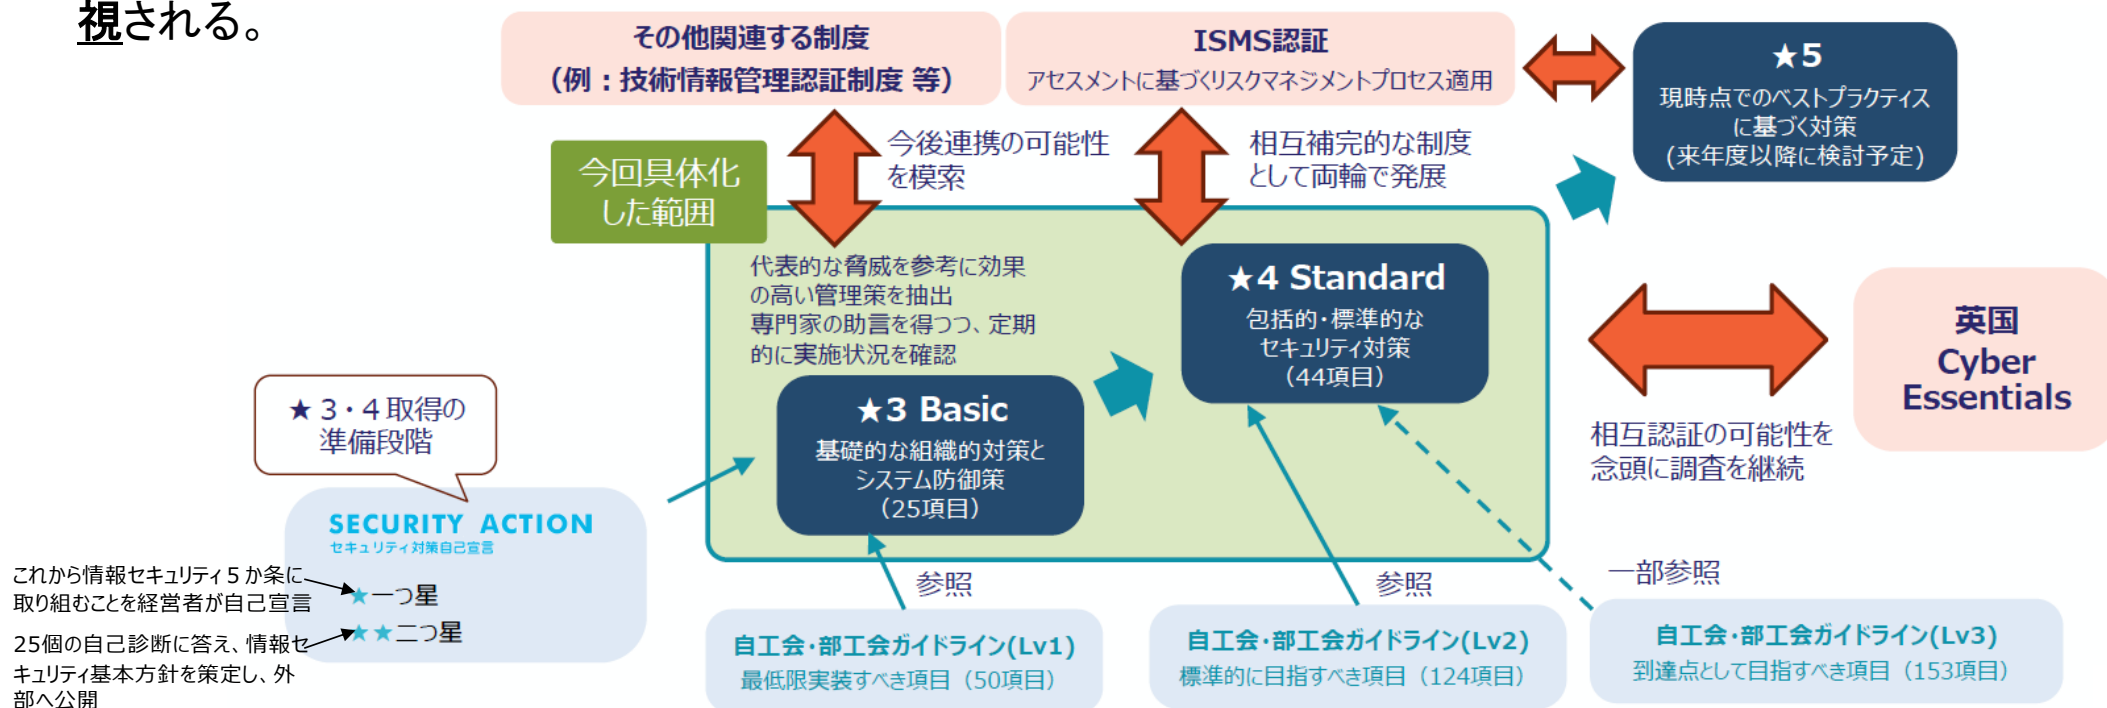 視される。
その他関連する制度
（例：技術情報管理認証制度 等）
ISMS認証
アセスメントに基づくリスクマネジメントプロセス適用
★5
現時点でのベストプラクティス
に基づく対策
(来年度以降に検討予定)
今回具体化
した範囲
今後連携の可能性
を模索
相互補完的な制度
として両輪で発展
代表的な脅威を参考に効果
の高い管理策を抽出
専門家の助言を得つつ、定期
的に実施状況を確認
★4 Standard
包括的・標準的な
セキュリティ対策
（44項目）
★3 Basic
基礎的な組織的対策と
システム防御策
（25項目）
英国
Cyber
Essentials
相互認証の可能性を
念頭に調査を継続
★３・４取得の
準備段階
SECURITY ACTION
セキュリティ対策自己宣言
★一つ星
★★二つ星
これから情報セキュリティ５か条に
取り組むことを経営者が自己宣言
25個の自己診断に答え、情報セ
キュリティ基本方針を策定し、外
部へ公開
参照
参照
一部参照
自工会・部工会ガイドライン(Lv1)
最低限実装すべき項目（50項目）
自工会・部工会ガイドライン(Lv2)
標準的に目指すべき項目（124項目）
自工会・部工会ガイドライン(Lv3)
到達点として目指すべき項目（153項目）